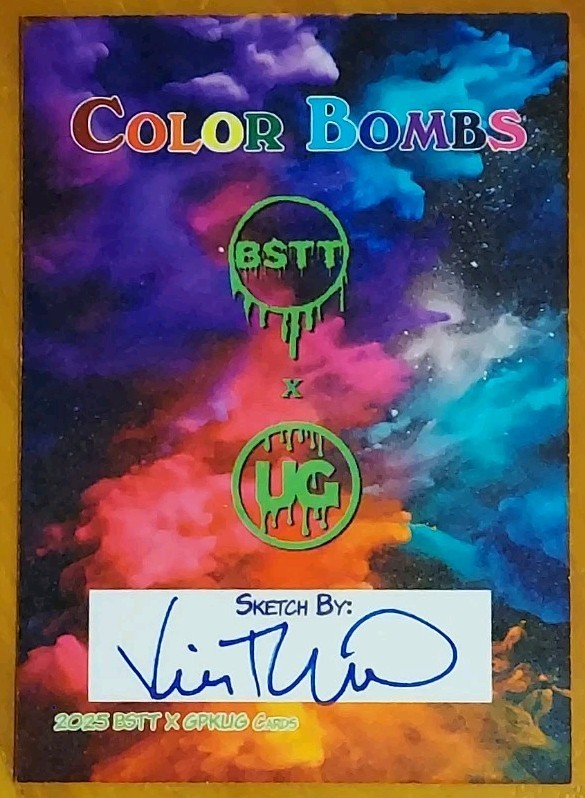 Color Bombs
BSTT
X
UG
Sketch By:
2025 BSTT X GPKUG Cards